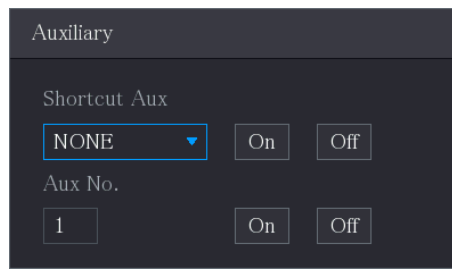 Auxiliary
Shortcut Aux
NONE On Off
Aux No.
1 On Off